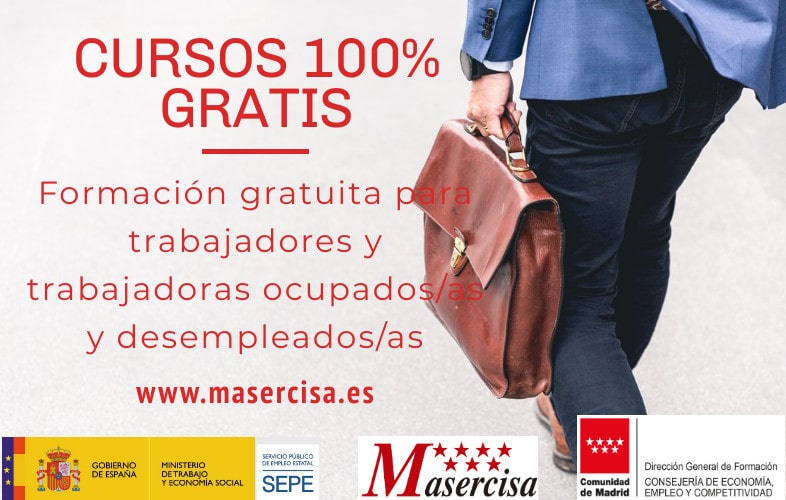 CURSOS 100%
GRATIS
Formación gratuita para
trabajadores y
trabajadoras ocupados/as
y desempleados/as
www.masercisa.es
GOBIERNO
DE ESPAÑA
MINISTERIO
DE TRABAJO
Y ECONOMÍA SOCIAL
SERVICIO PÚBLICO
DE EMPLEO ESTATAL
SEPE
Masercisa
Comunidad
de Madrid
Dirección General de Formación
CONSEJERÍA DE ECONOMÍA,
EMPLEO Y COMPETITIVIDAD